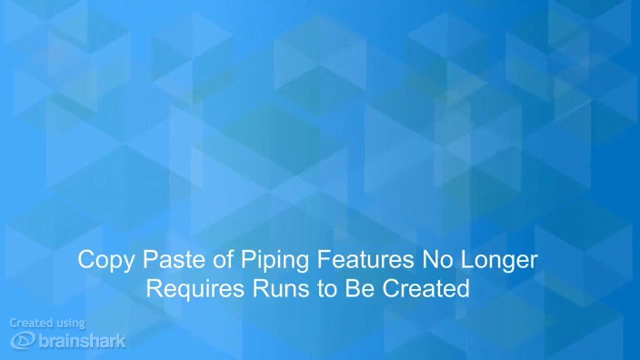 Copy Paste of Piping Features No Longer
Requires Runs to Be Created
Created using
brainshark